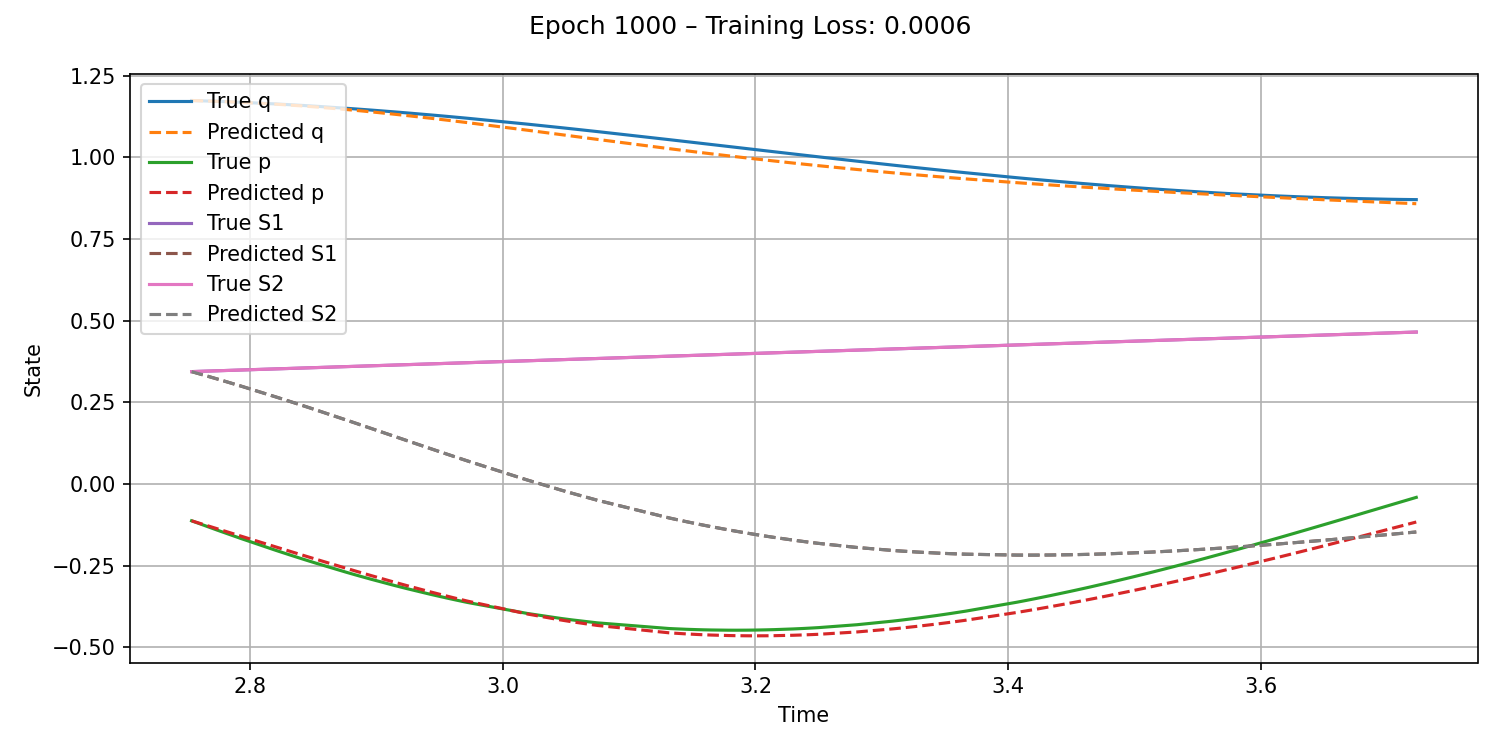 Epoch 1000 – Training Loss: 0.0006
True q
Predicted q
True p
Predicted p
True S1
Predicted S1
True S2
Predicted S2
State
1.25
1.00
0.75
0.50
0.25
0.00
−0.25
−0.50
2.8 3.0 3.2 3.4 3.6
Time